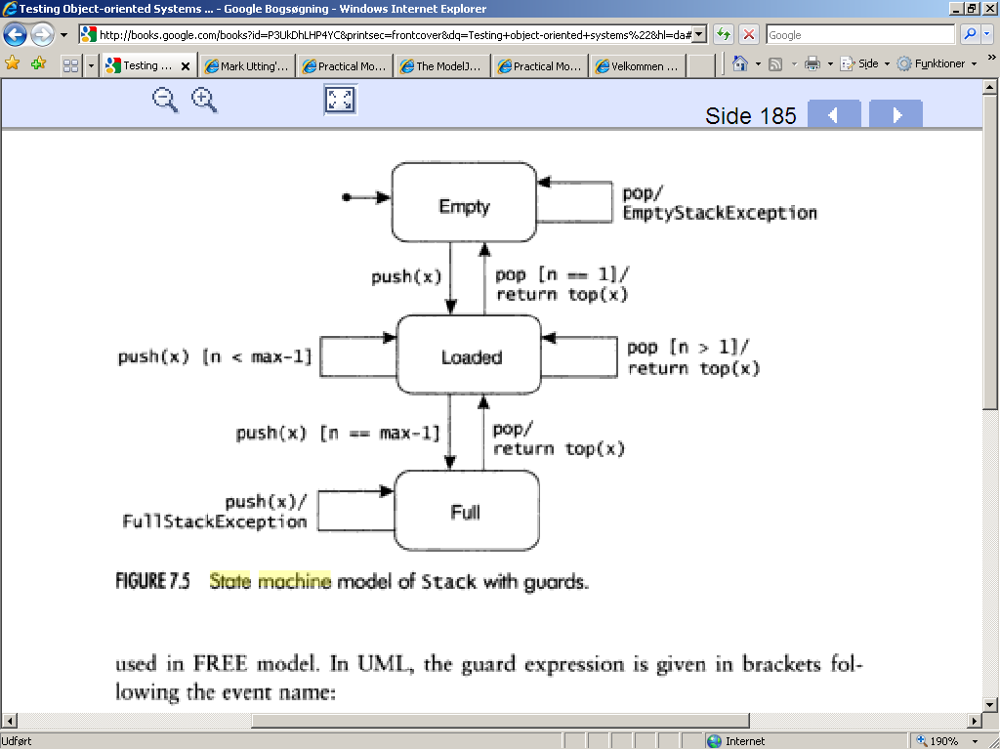 Testing Object-oriented Systems ... - Google Bogsøgning - Windows Internet Explorer
http://books.google.com/books?id=P3UkDhLHP4YC&printsec=frontcover&dq=Testing+object-oriented+systems%22&hl=da#
Google
Testing ...
Mark Utting'...
Practical Mo...
The ModelJ...
Practical Mo...
Velkommen ...
Side
Funktioner
Side 185
Empty
pop/
EmptyStackException
push(x)
pop [n == 1]/
return top(x)
push(x) [n < max-1]
Loaded
pop [n > 1]/
return top(x)
push(x) [n == max-1]
pop/
return top(x)
push(x)/
FullStackException
Full
FIGURE 7.5 State machine model of Stack with guards.
used in FREE model. In UML, the guard expression is given in brackets fol-
lowing the event name:
Udført
Internet
190%